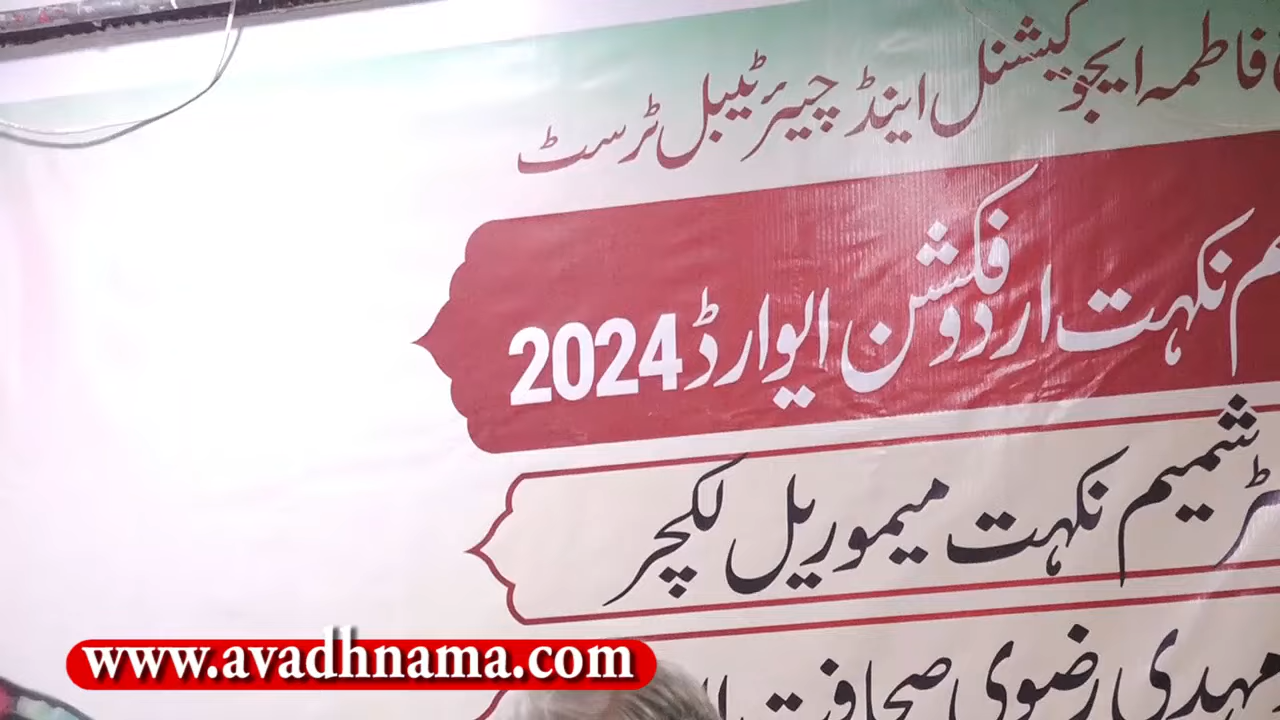 فاطمہ ایجوکیشنل اینڈ چیرئٹیبل ٹرسٹ
نکہت اردو فکشن ایوارڈ 2024
شمیم نکہت میموریل لکچر
مہدی رضوی صحافت
www.avadhnama.com